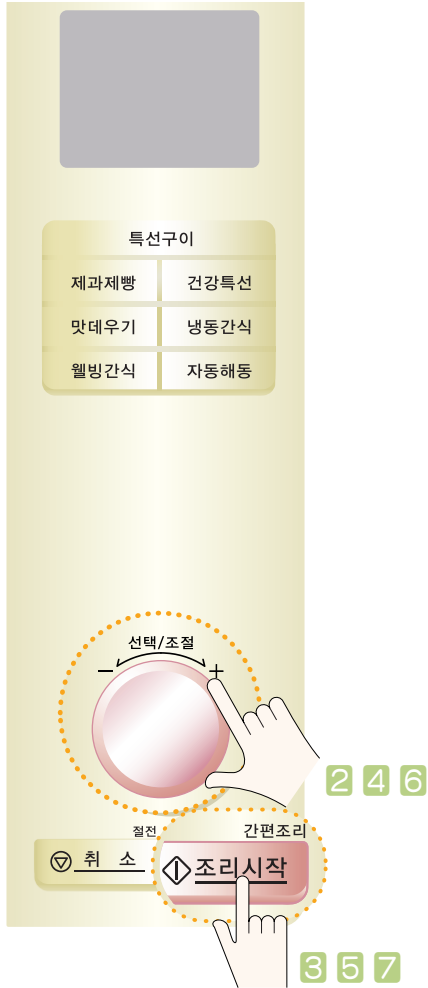 특선구이
제과제빵 건강특선
맛데우기 냉동간식
웰빙간식 자동해동
선택/조절
− +
2 4 6
절전 간편조리
취 소 조리시작
3 5 7